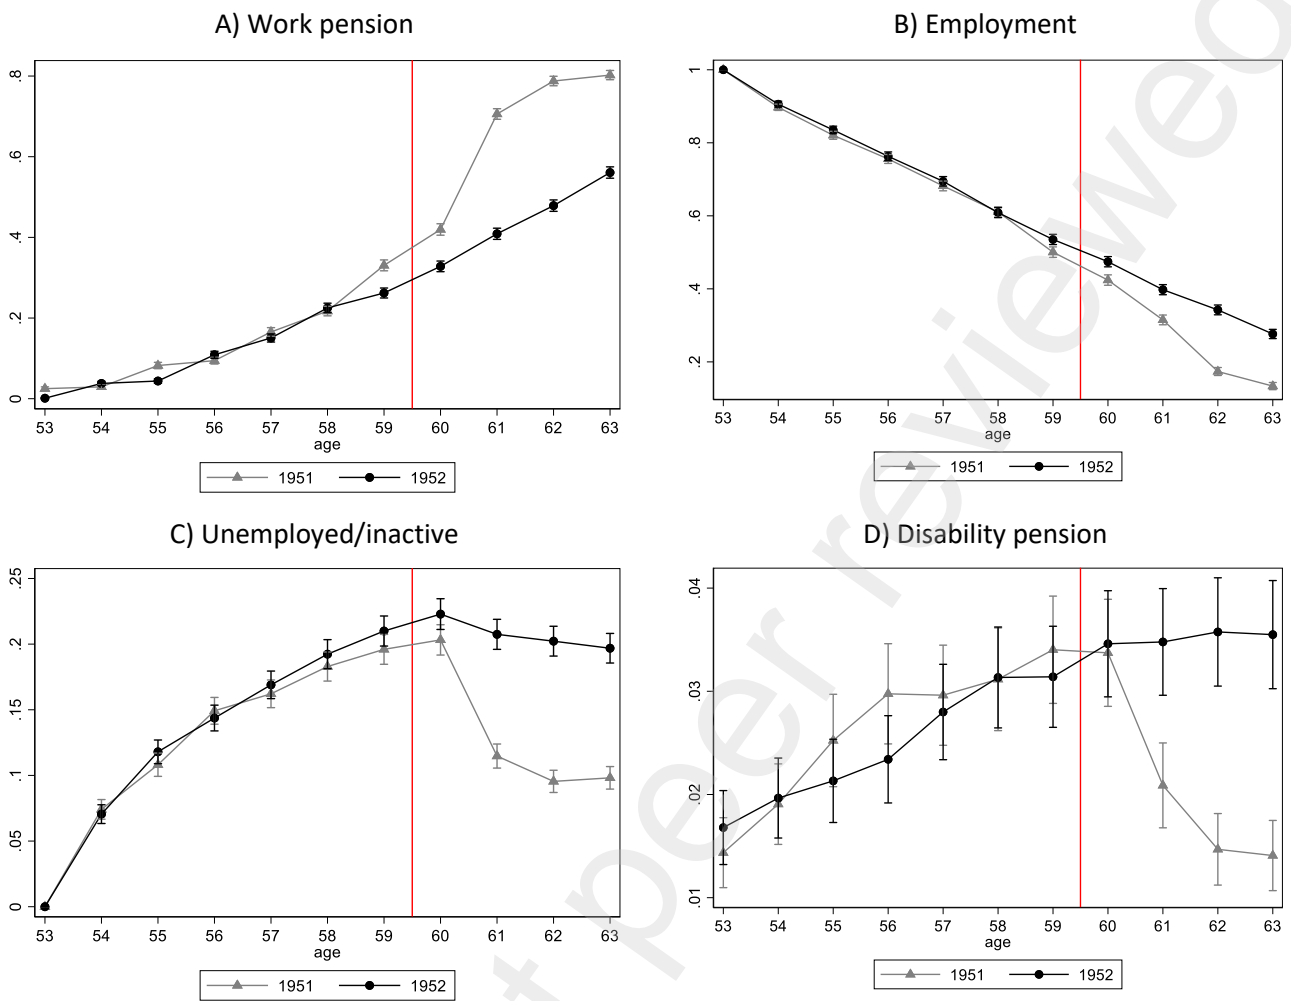 A) Work pension
.8
.6
.4
.2
0
53 54 55 56 57 58 59 60 61 62 63
age
1951 1952
B) Employment
1
.8
.6
.4
.2
53 54 55 56 57 58 59 60 61 62 63
age
1951 1952
C) Unemployed/inactive
.25
.2
.15
.1
.05
0
53 54 55 56 57 58 59 60 61 62 63
age
1951 1952
D) Disability pension
.04
.03
.02
.01
53 54 55 56 57 58 59 60 61 62 63
age
1951 1952
peer reviewed